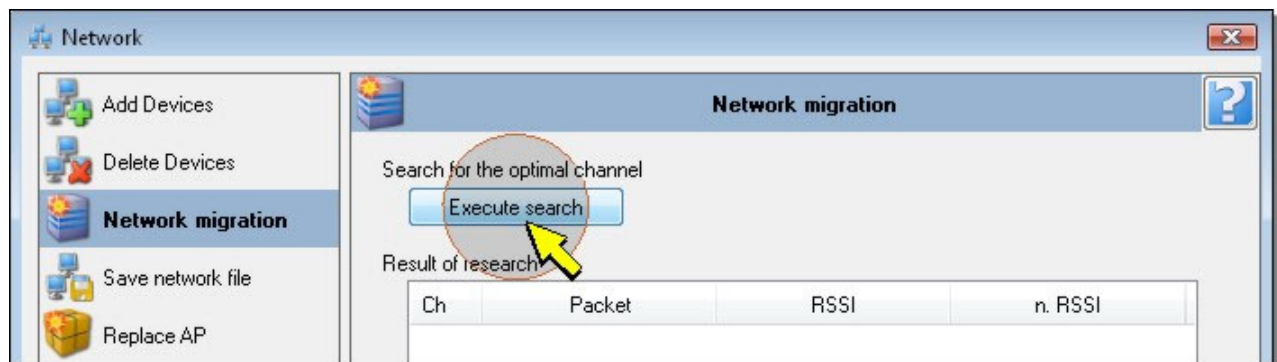 Network
Add Devices
Delete Devices
Network migration
Save network file
Replace AP
Network migration
Search for the optimal channel
Execute search
Result of research
Ch Packet RSSI n. RSSI